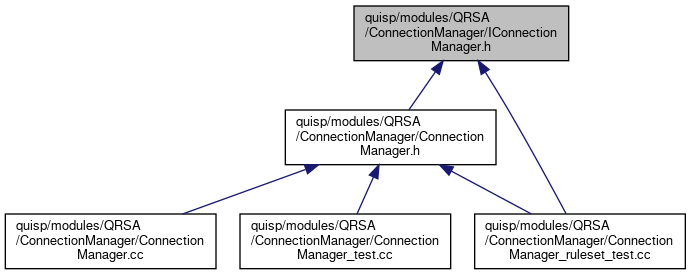 quisp/modules/QRSA
/ConnectionManager/IConnection
Manager.h
quisp/modules/QRSA
/ConnectionManager/Connection
Manager.h
quisp/modules/QRSA
/ConnectionManager/Connection
Manager.cc
quisp/modules/QRSA
/ConnectionManager/Connection
Manager_test.cc
quisp/modules/QRSA
/ConnectionManager/Connection
Manager_ruleset_test.cc